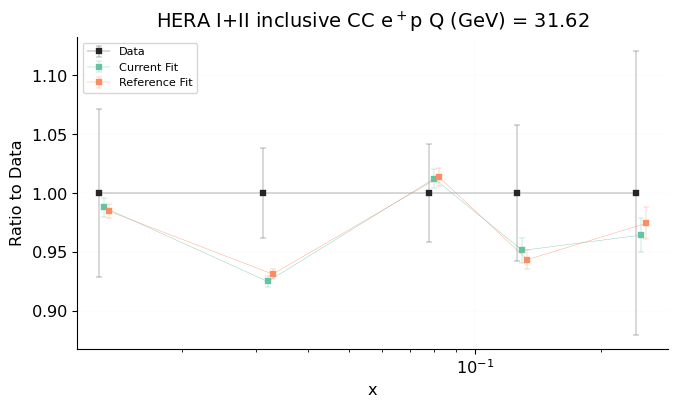 HERA I+II inclusive CC e⁺p Q (GeV) = 31.62
Data
Current Fit
Reference Fit
Ratio to Data
1.10
1.05
1.00
0.95
0.90
10⁻¹
x